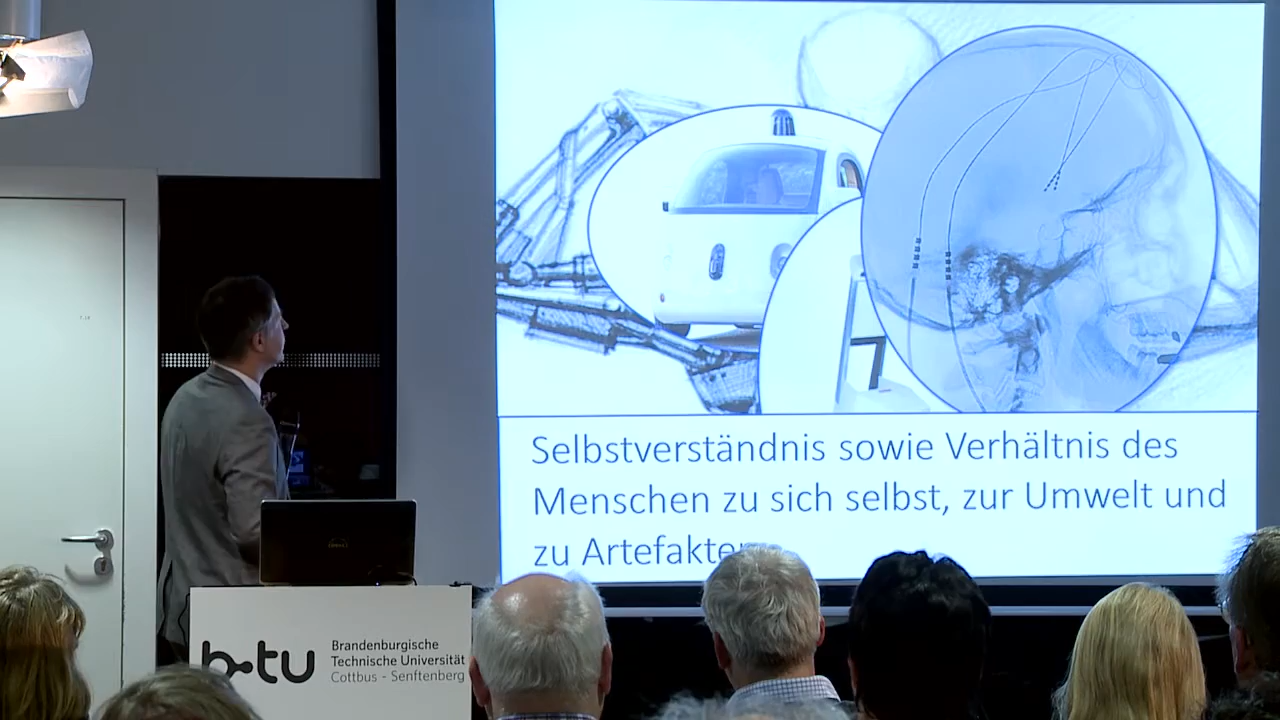 Selbstverständnis sowie Verhältnis des
Menschen zu sich selbst, zur Umwelt und
zu Artefakten
b-tu
Brandenburgische
Technische Universität
Cottbus - Senftenberg